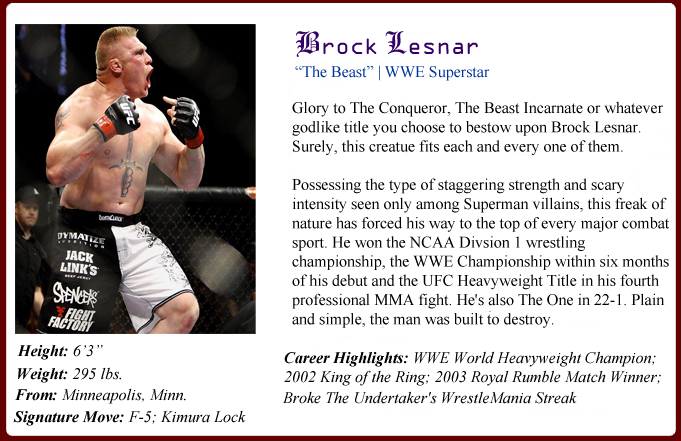 Brock Lesnar
“The Beast” | WWE Superstar
Glory to The Conqueror, The Beast Incarnate or whatever
godlike title you choose to bestow upon Brock Lesnar.
Surely, this creatue fits each and every one of them.
Possessing the type of staggering strength and scary
intensity seen only among Superman villains, this freak of
nature has forced his way to the top of every major combat
sport. He won the NCAA Divsion 1 wrestling
championship, the WWE Championship within six months
of his debut and the UFC Heavyweight Title in his fourth
professional MMA fight. He's also The One in 22-1. Plain
and simple, the man was built to destroy.
UFC
DYMATIZE
NUTRITION
JACK
LINK'S
BEEF JERKY
SPENCERS
FIGHT
FACTORY
Height: 6’3”
Weight: 295 lbs.
From: Minneapolis, Minn.
Signature Move: F-5; Kimura Lock
Career Highlights: WWE World Heavyweight Champion;
2002 King of the Ring; 2003 Royal Rumble Match Winner;
Broke The Undertaker's WrestleMania Streak